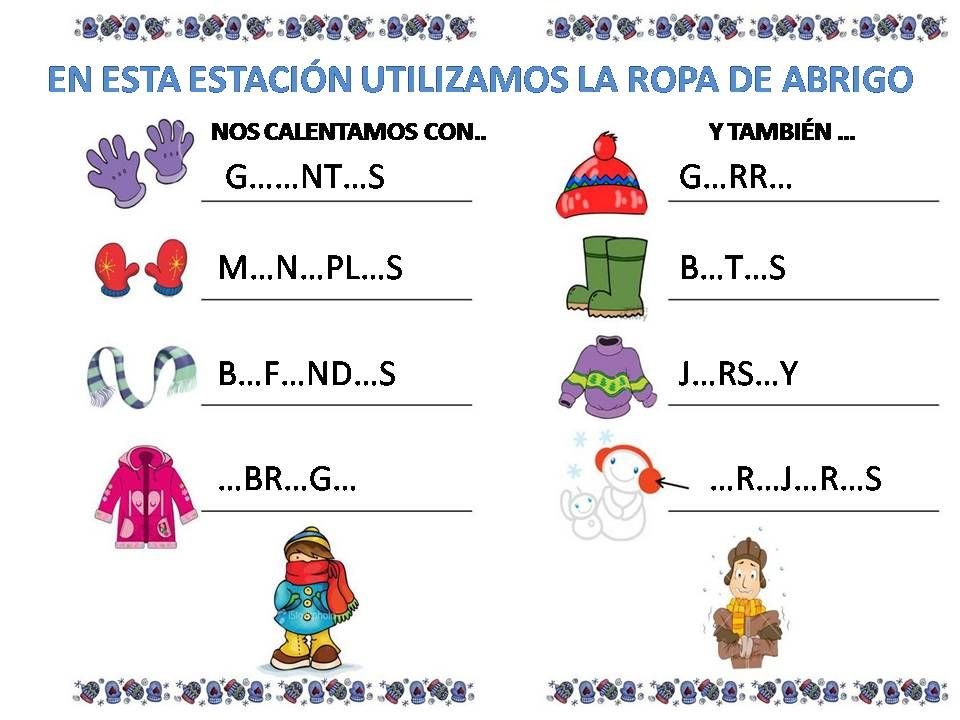 EN ESTA ESTACIÓN UTILIZAMOS LA ROPA DE ABRIGO
NOS CALENTAMOS CON..
G……NT…S
M…N…PL…S
B…F…ND…S
…BR…G…
Y TAMBIÉN …
G…RR…
B…T…S
J…RS…Y
…R…J…R…S